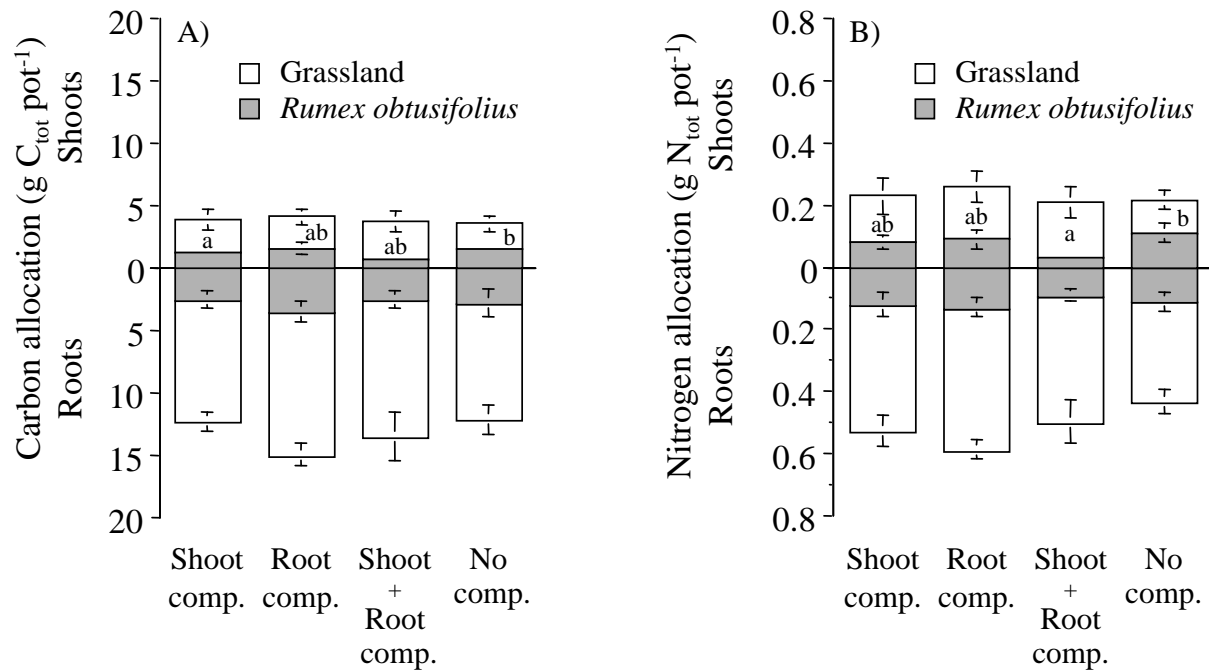 A)
Grassland
Rumex obtusifolius
Carbon allocation (g C_tot pot⁻¹)
Shoots
Roots
20
15
10
5
0
5
10
15
20
a
ab
ab
b
Shoot comp.
Root comp.
Shoot + Root comp.
No comp.
B)
Grassland
Rumex obtusifolius
Nitrogen allocation (g N_tot pot⁻¹)
Shoots
Roots
0.8
0.6
0.4
0.2
0
0.2
0.4
0.6
0.8
ab
ab
a
b
Shoot comp.
Root comp.
Shoot + Root comp.
No comp.